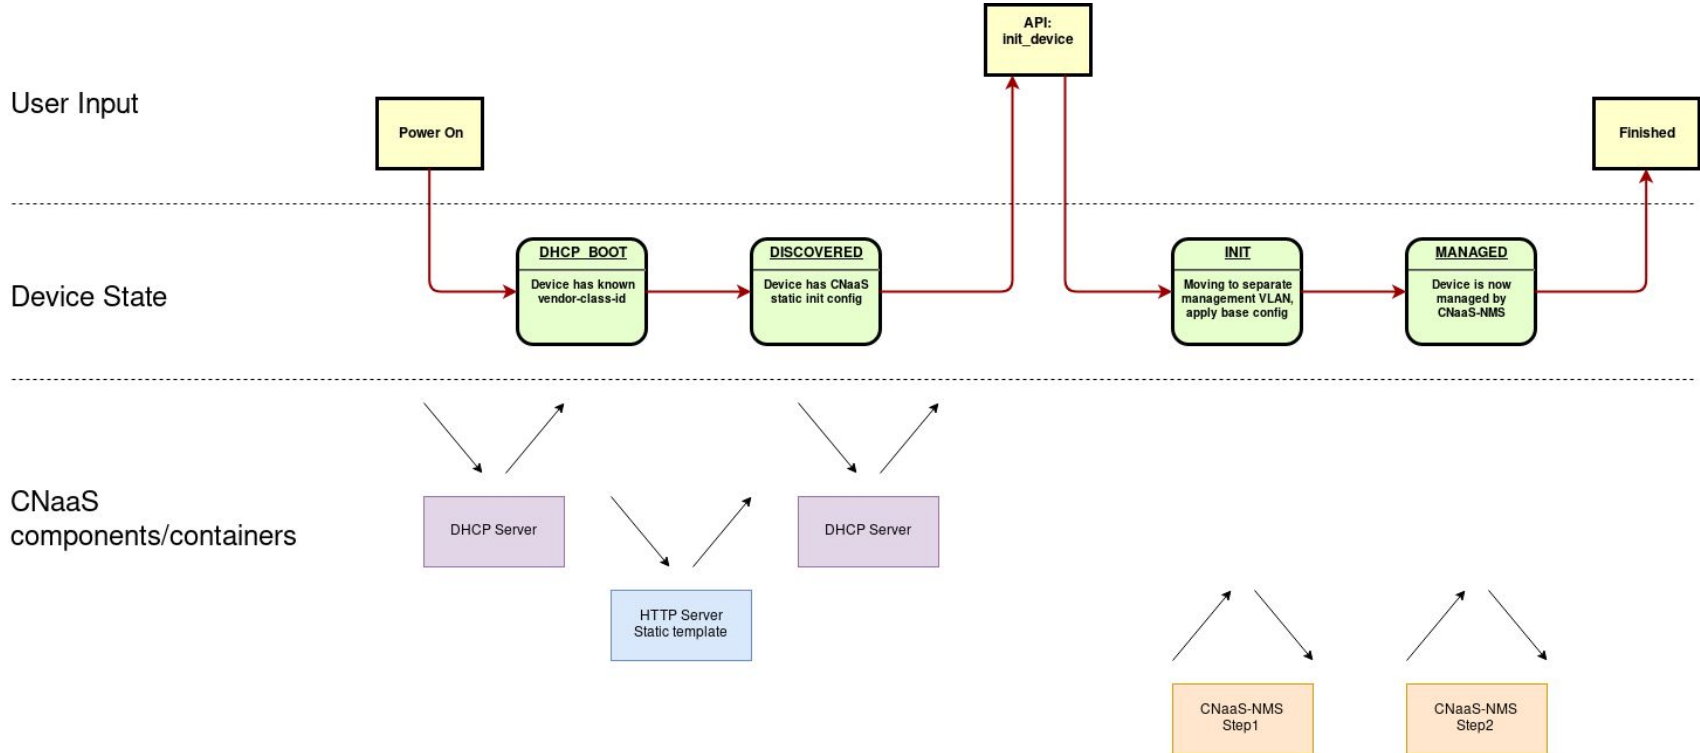 API:
init_device
User Input
Power On
Finished
DHCP_BOOT
Device has known
vendor-class-id
DISCOVERED
Device has CNaaS
static init config
INIT
Moving to separate
management VLAN,
apply base config
MANAGED
Device is now
managed by
CNaaS-NMS
Device State
CNaaS
components/containers
DHCP Server
DHCP Server
HTTP Server
Static template
CNaaS-NMS
Step1
CNaaS-NMS
Step2